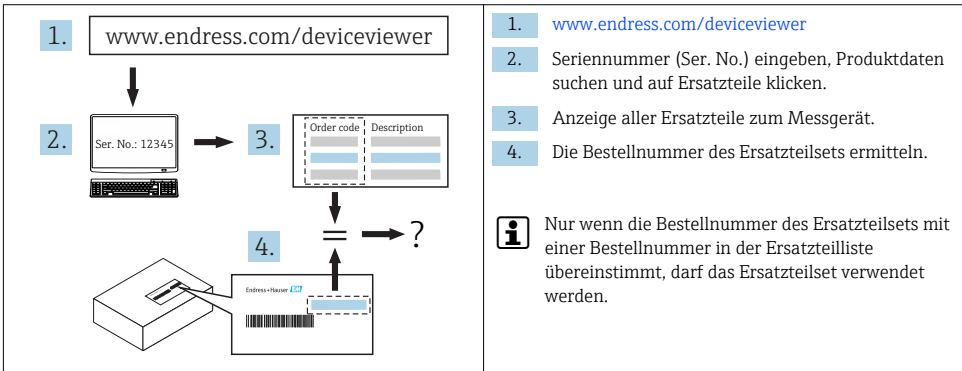 1.
www.endress.com/deviceviewer
2.
Ser. No.: 12345
3.
Order code
Description
4.
=
?
Endress+Hauser EH
1. www.endress.com/deviceviewer
2. Seriennummer (Ser. No.) eingeben, Produktdaten
suchen und auf Ersatzteile klicken.
3. Anzeige aller Ersatzteile zum Messgerät.
4. Die Bestellnummer des Ersatzteilsets ermitteln.
i
Nur wenn die Bestellnummer des Ersatzteilsets mit
einer Bestellnummer in der Ersatzteilliste
übereinstimmt, darf das Ersatzteilset verwendet
werden.